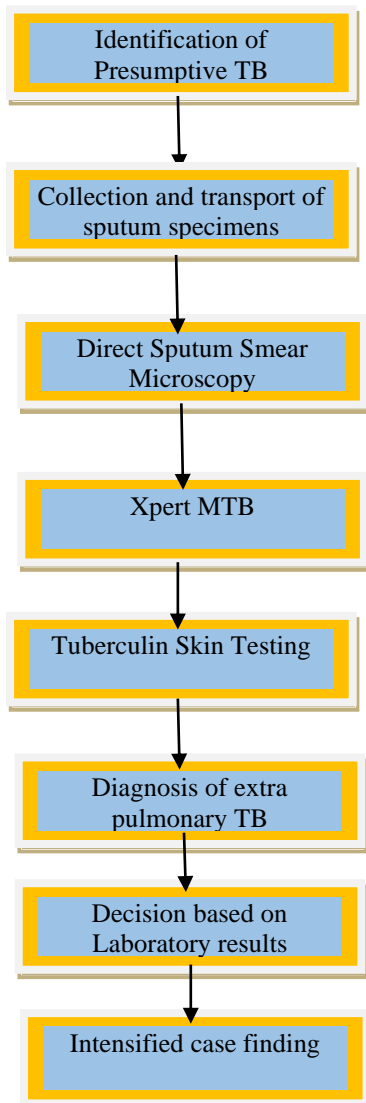 Identification of
Presumptive TB
Collection and transport of
sputum specimens
Direct Sputum Smear
Microscopy
Xpert MTB
Tuberculin Skin Testing
Diagnosis of extra
pulmonary TB
Decision based on
Laboratory results
Intensified case finding